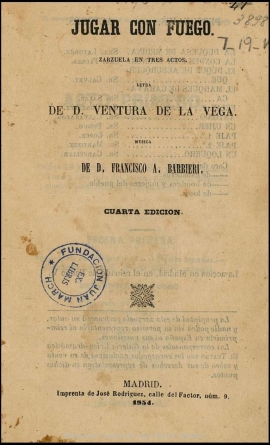 JUGAR CON FUEGO.
ZARZUELA EN TRES ACTOS,
LETRA
DE D. VENTURA DE LA VEGA.
MUSICA
DE D. FRANCISCO A. BARBIERI.
CUARTA EDICION.
FUNDACION JUAN MARCH
MADRID.
Imprenta de José Rodriguez, calle del Factor, núm. 9.
1854.